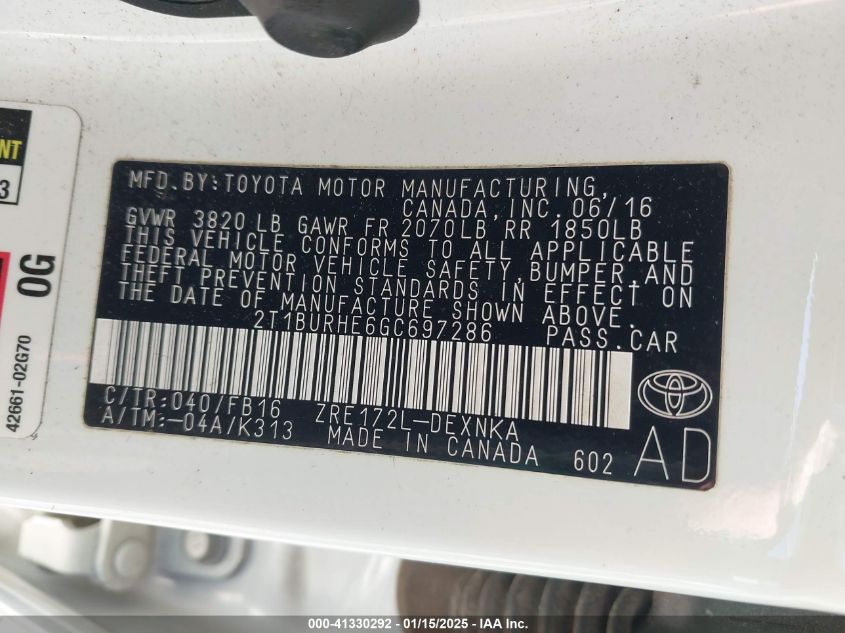 NT
3
0G
42661-02G70
MFD.BY:TOYOTA MOTOR MANUFACTURING,
CANADA,INC.06/16
GVWR 3820 LB GAWR FR 2070LB RR 1850LB
THIS VEHICLE CONFORMS TO ALL APPLICABLE
FEDERAL MOTOR VEHICLE SAFETY,BUMPER,AND
THEFT PREVENTION STANDARDS IN EFFECT ON
THE DATE OF MANUFACTURE SHOWN ABOVE.
2T1BURHE6GC697286 PASS.CAR
C/TR:040/FB16 ZRE172L-DEXNKA
A/TM:-04A/K313 MADE IN CANADA 602 AD
000-41330292 - 01/15/2025 - IAA, Inc.